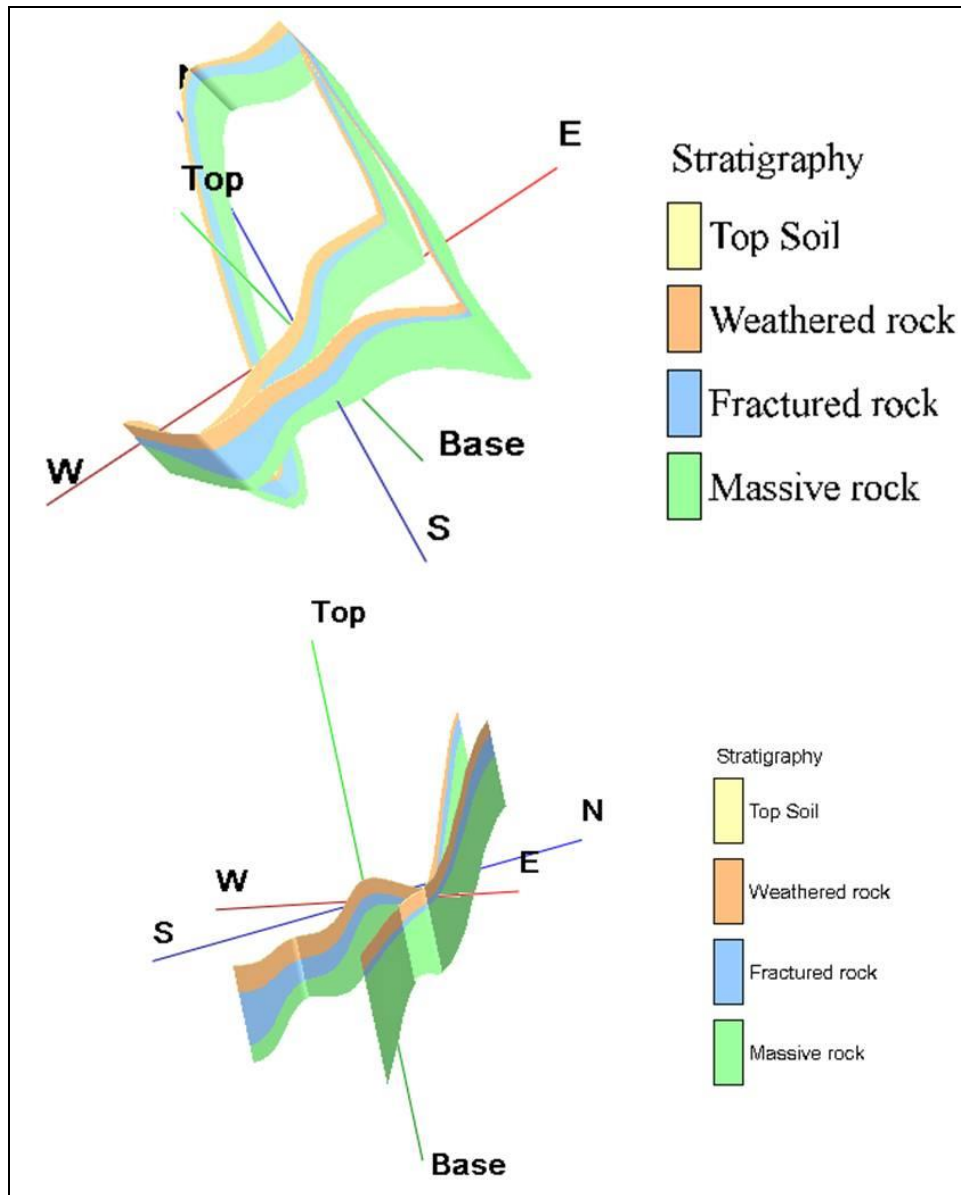 E
Stratigraphy
Top
Top Soil
Weathered rock
Fractured rock
Base
W
Massive rock
S
Top
Stratigraphy
Top Soil
N
E
W
Weathered rock
S
Fractured rock
Massive rock
Base